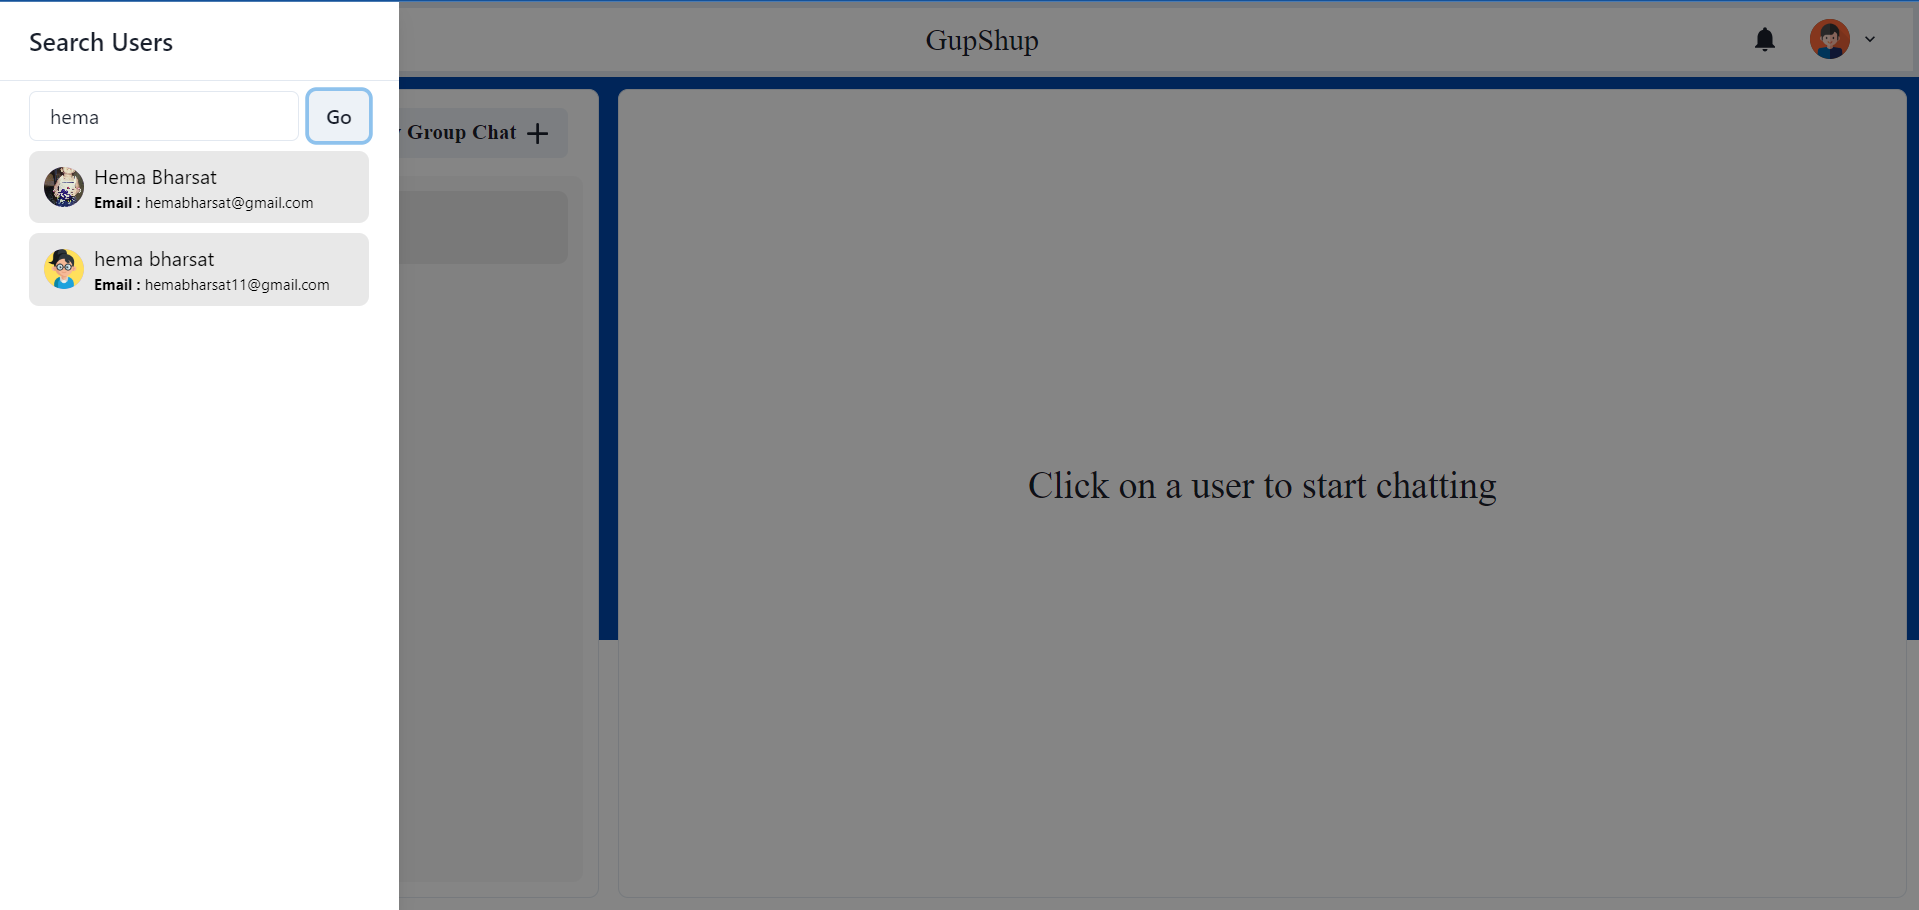 Search Users
GupShup
hema
Go
Group Chat
Hema Bharsat
Email : hemabharsat@gmail.com
hema bharsat
Email : hemabharsat11@gmail.com
Click on a user to start chatting